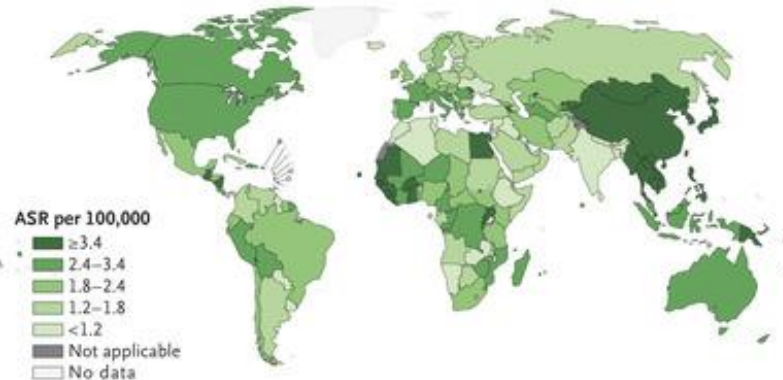 ASR per 100,000
≥3.4
2.4–3.4
1.8–2.4
1.2–1.8
<1.2
Not applicable
No data